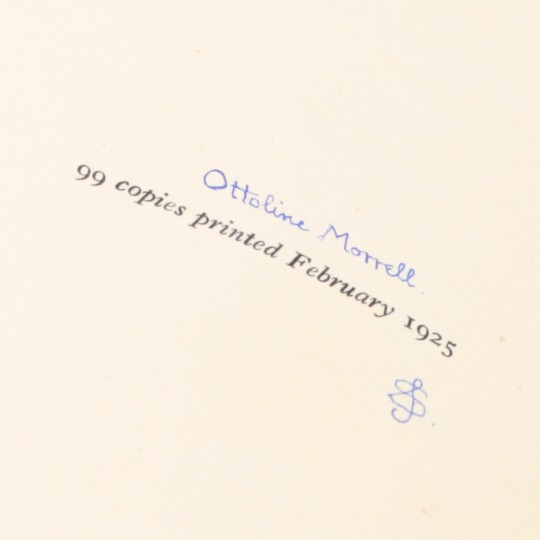 Ottoline Morrell.
99 copies printed February 1925